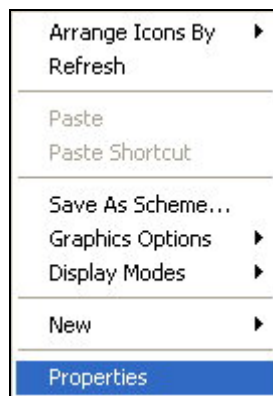 Arrange Icons By
Refresh
Paste
Paste Shortcut
Save As Scheme...
Graphics Options
Display Modes
New
Properties